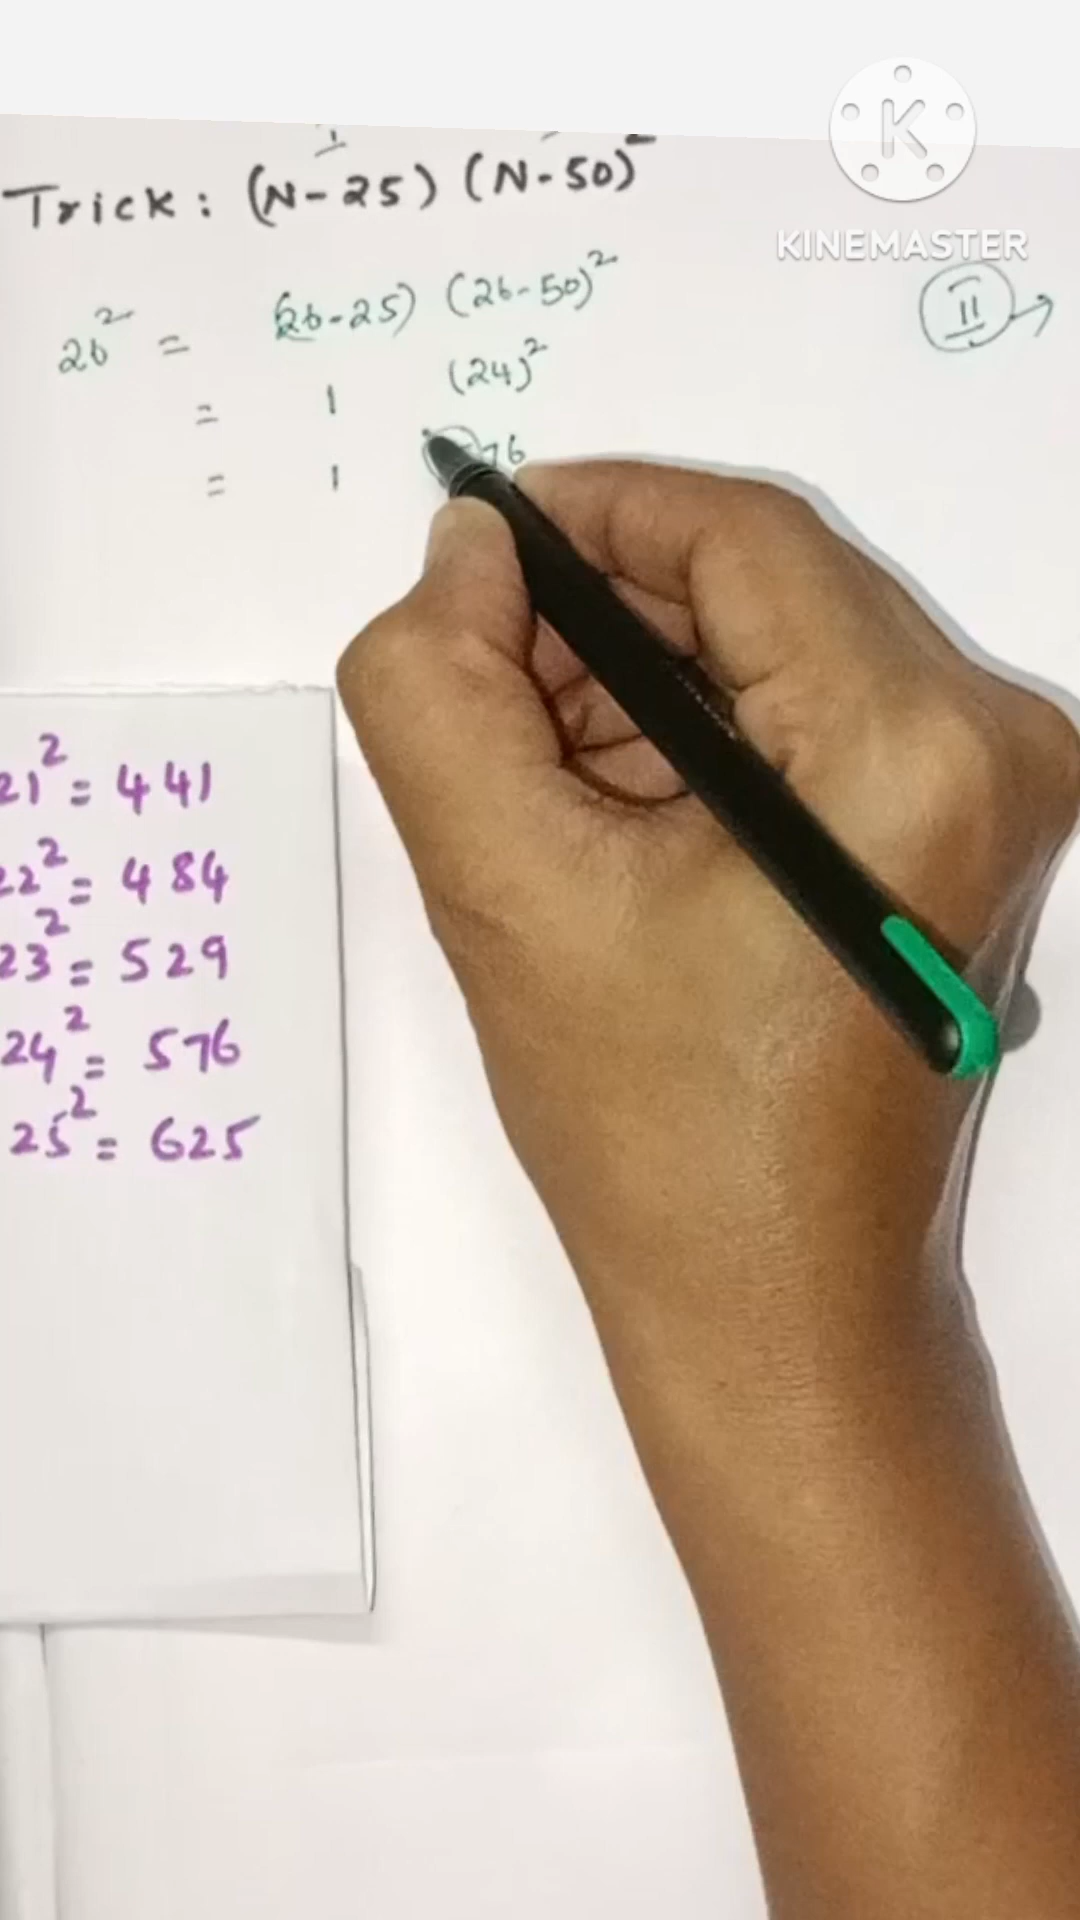 KINEMASTER
I
Trick: (N-25) (N-50)²
26² = (26-25) (26-50)²
II
= 1 (24)²
= 1 76
21² = 441
22² = 484
23² = 529
24² = 576
25² = 625